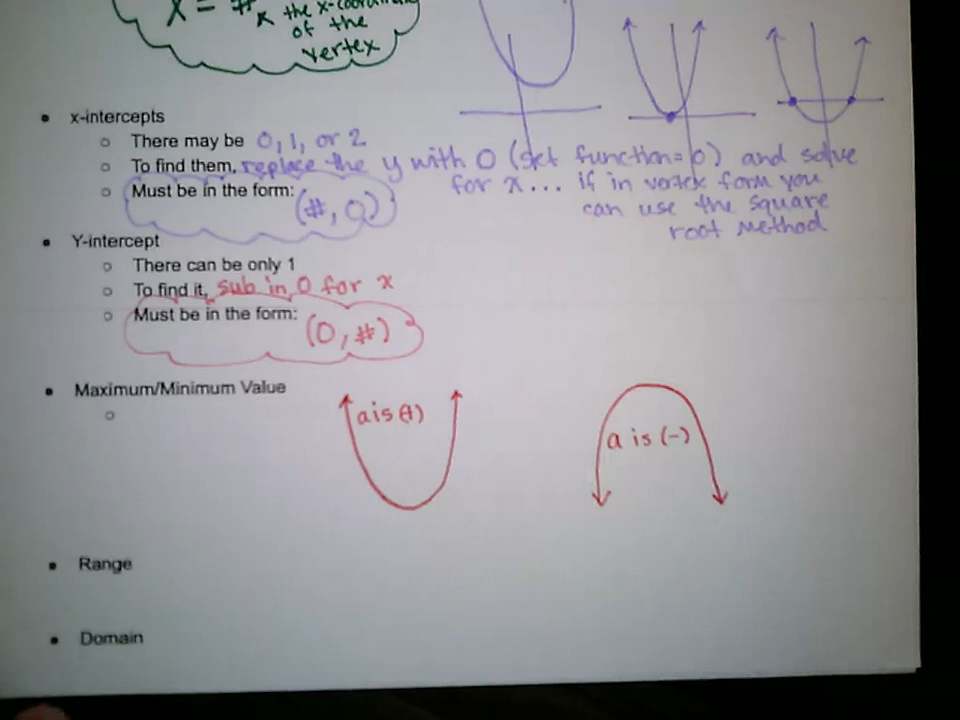 X = # the x-coordinate
of the
vertex
• x-intercepts
○ There may be 0, 1, or 2
○ To find them, replace the y with 0 (set function=0) and solve
for x... if in vertex form you
can use the square
root method
○ Must be in the form: (#, 0)
• Y-intercept
○ There can be only 1
○ To find it, sub in 0 for x
○ Must be in the form: (0, #)
• Maximum/Minimum Value
a is (+)
a is (-)
• Range
• Domain